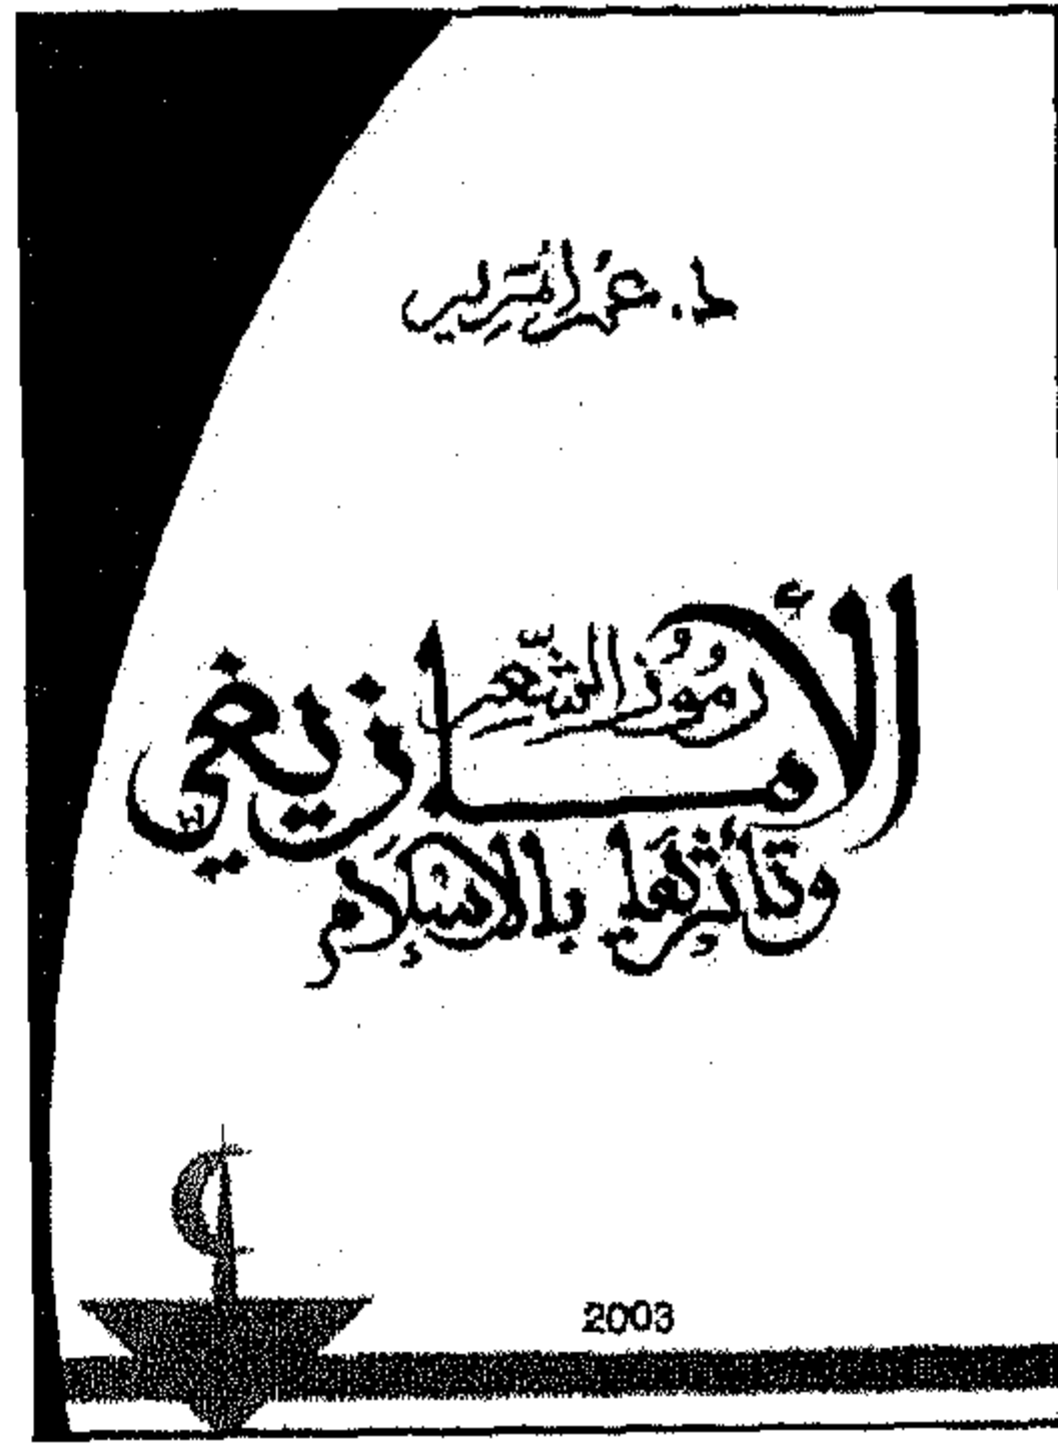 د. عمر أمرير
رموز الشعر
الأمازيغي
وتأثرها بالإسلام
2003